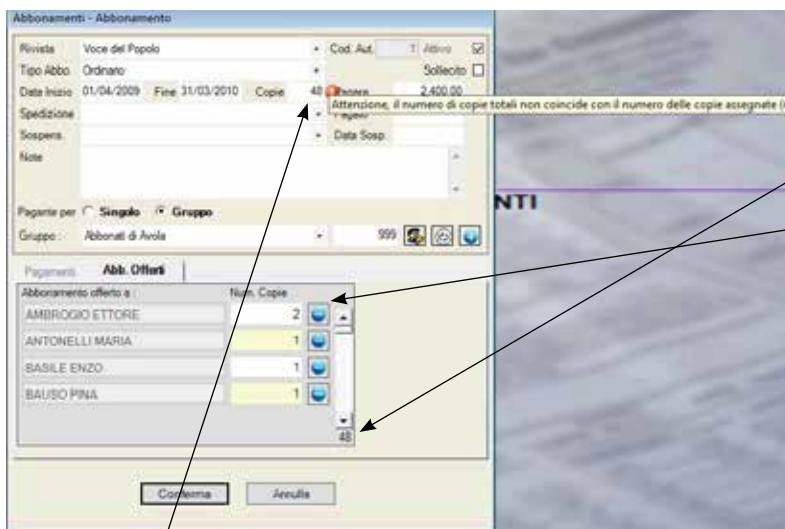 Abbonamenti - Abbonamento
Rivista Voce del Popolo Cod. Aut. 1 Attivo
Tipo Abbo. Ordinario Sollecito
Date Inizio 01/04/2009 Fine 31/03/2010 Copie 48 2.400.00
Attenzione, il numero di copie totali non coincide con il numero delle copie assegnate (
Spedizione Pagato
Sospens. Data Sosp.
Note
NTI
Pagante per Singolo Gruppo
Gruppo : Abbonati di Avola 999
Pagamenti Abb. Offerti
Abbonamento offerto a : Num. Copie
AMBROGIO ETTORE 2
ANTONELLI MARIA 1
BASILE ENZO 1
BAUSO PINA 1
48
Conferma Annulla